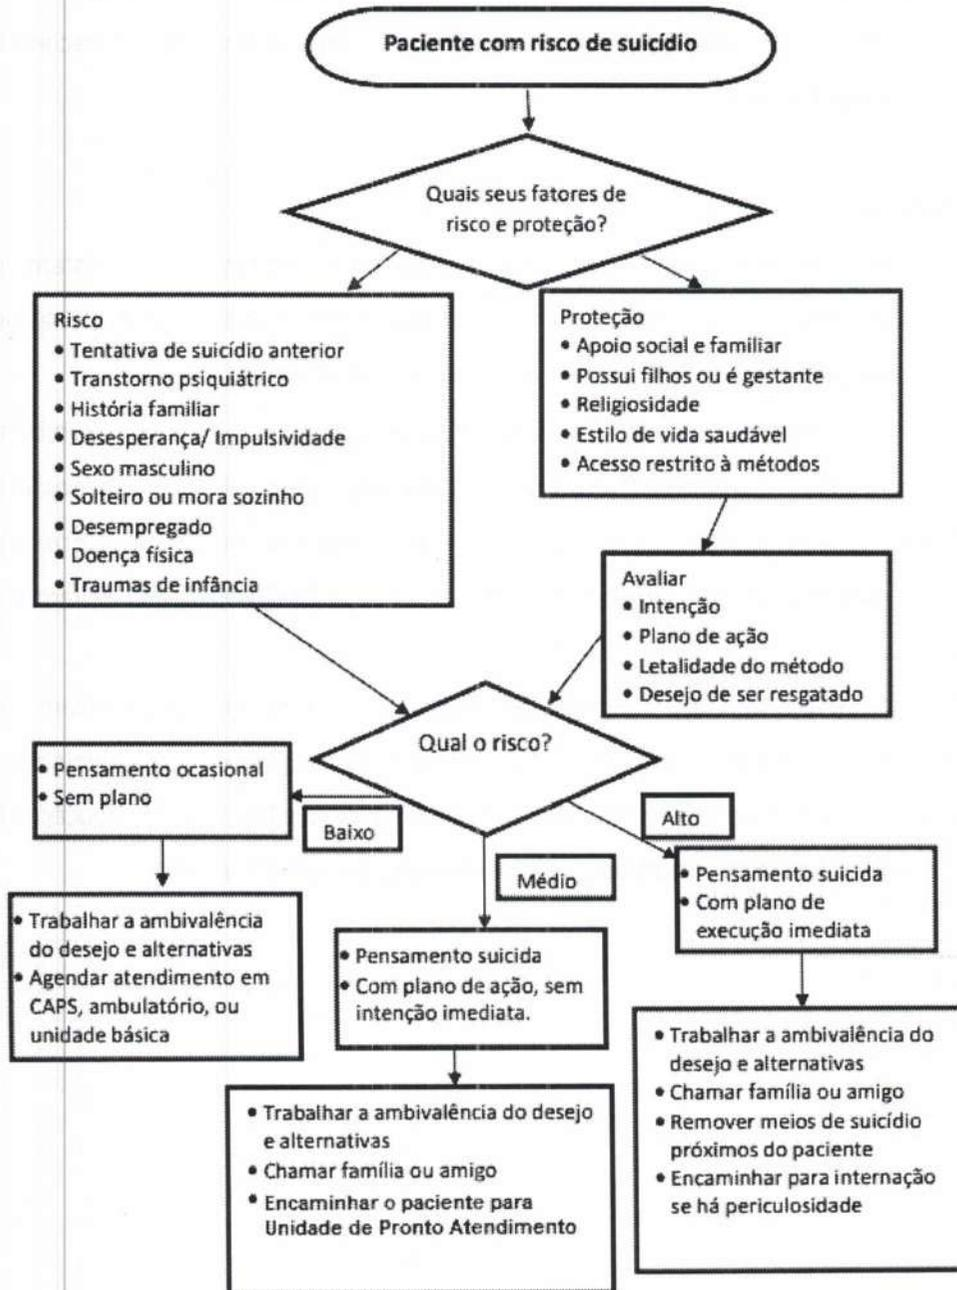 Paciente com risco de suicídio
Quais seus fatores de
risco e proteção?
Risco
• Tentativa de suicídio anterior
• Transtorno psiquiátrico
• História familiar
• Desesperança/ Impulsividade
• Sexo masculino
• Solteiro ou mora sozinho
• Desempregado
• Doença física
• Traumas de infância
Proteção
• Apoio social e familiar
• Possui filhos ou é gestante
• Religiosidade
• Estilo de vida saudável
• Acesso restrito à métodos
Avaliar
• Intenção
• Plano de ação
• Letalidade do método
• Desejo de ser resgatado
Qual o risco?
Baixo
• Pensamento ocasional
• Sem plano
• Trabalhar a ambivalência
do desejo e alternativas
• Agendar atendimento em
CAPS, ambulatório, ou
unidade básica
Médio
• Pensamento suicida
• Com plano de ação, sem
intenção imediata.
• Trabalhar a ambivalência do desejo
e alternativas
• Chamar família ou amigo
• Encaminhar o paciente para
Unidade de Pronto Atendimento
Alto
• Pensamento suicida
• Com plano de
execução imediata
• Trabalhar a ambivalência do
desejo e alternativas
• Chamar família ou amigo
• Remover meios de suicídio
próximos do paciente
• Encaminhar para internação
se há periculosidade